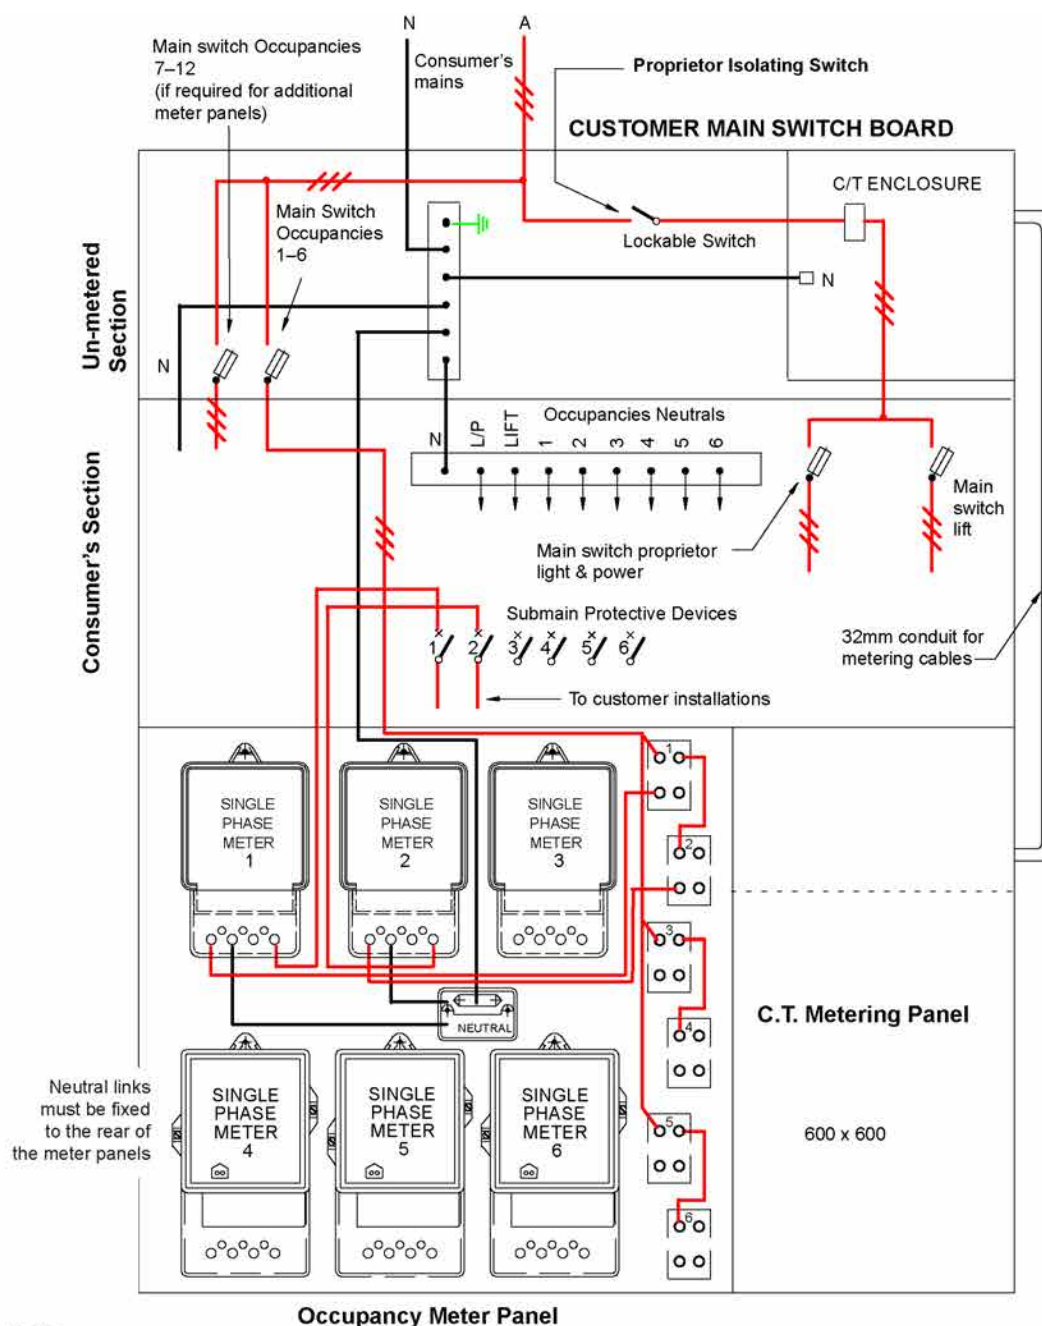 N
A
Main switch Occupancies
7–12
(if required for additional
meter panels)
Consumer's
mains
Proprietor Isolating Switch
CUSTOMER MAIN SWITCH BOARD
C/T ENCLOSURE
Main Switch
Occupancies
1–6
Lockable Switch
N
Un-metered
Section
N
Consumer's Section
Occupancies Neutrals
N
L/P
LIFT
1
2
3
4
5
6
Main
switch
lift
Main switch proprietor
light & power
Submain Protective Devices
1
2
3
4
5
6
32mm conduit for
metering cables
To customer installations
SINGLE
PHASE
METER
1
SINGLE
PHASE
METER
2
SINGLE
PHASE
METER
3
1
2
3
4
5
6
NEUTRAL
C.T. Metering Panel
600 x 600
Neutral links
must be fixed
to the rear of
the meter panels
SINGLE
PHASE
METER
4
SINGLE
PHASE
METER
5
SINGLE
PHASE
METER
6
Occupancy Meter Panel